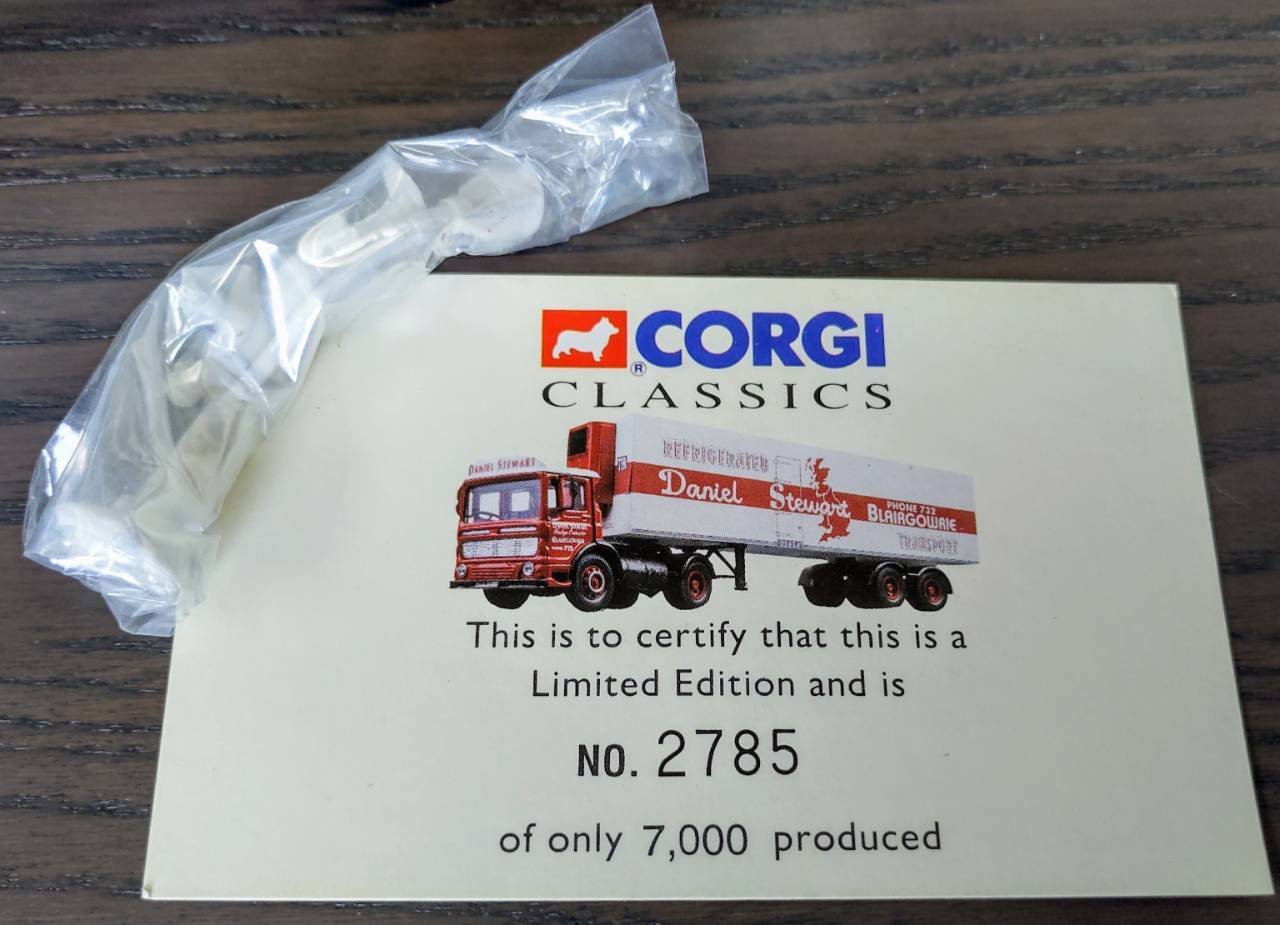 ® CORGI
CLASSICS
DANIEL STEWART
REFRIGERATED
Daniel Stewart
PHONE 732
BLAIRGOWRIE
TRANSPORT
This is to certify that this is a
Limited Edition and is
NO. 2785
of only 7,000 produced